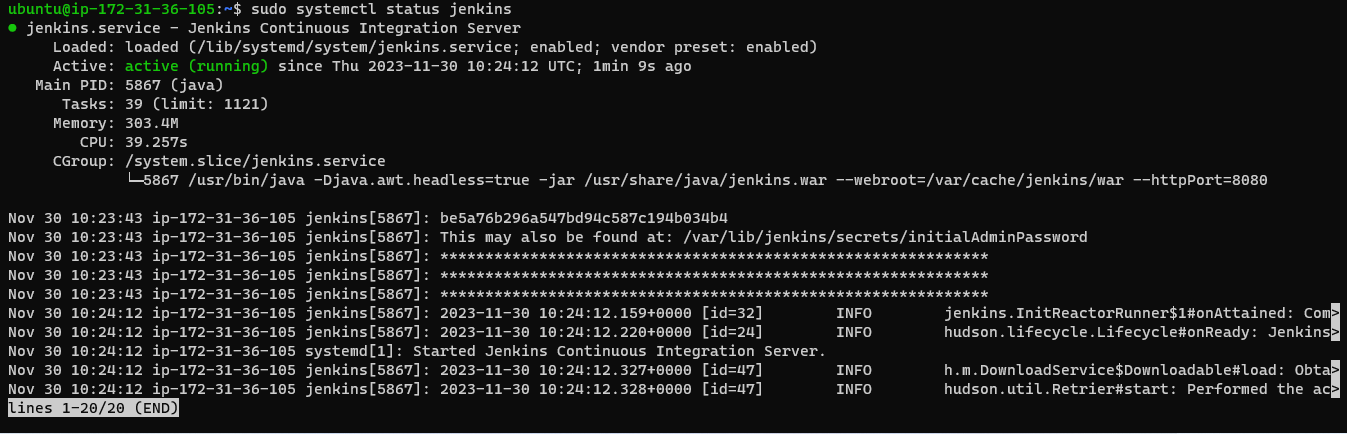 ubuntu@ip-172-31-36-105:~$ sudo systemctl status jenkins
● jenkins.service - Jenkins Continuous Integration Server
     Loaded: loaded (/lib/systemd/system/jenkins.service; enabled; vendor preset: enabled)
     Active: active (running) since Thu 2023-11-30 10:24:12 UTC; 1min 9s ago
   Main PID: 5867 (java)
      Tasks: 39 (limit: 1121)
     Memory: 303.4M
        CPU: 39.257s
     CGroup: /system.slice/jenkins.service
             └─5867 /usr/bin/java -Djava.awt.headless=true -jar /usr/share/java/jenkins.war --webroot=/var/cache/jenkins/war --httpPort=8080
Nov 30 10:23:43 ip-172-31-36-105 jenkins[5867]: be5a76b296a547bd94c587c194b034b4
Nov 30 10:23:43 ip-172-31-36-105 jenkins[5867]: This may also be found at: /var/lib/jenkins/secrets/initialAdminPassword
Nov 30 10:23:43 ip-172-31-36-105 jenkins[5867]: *************************************************************
Nov 30 10:23:43 ip-172-31-36-105 jenkins[5867]: *************************************************************
Nov 30 10:23:43 ip-172-31-36-105 jenkins[5867]: *************************************************************
Nov 30 10:24:12 ip-172-31-36-105 jenkins[5867]: 2023-11-30 10:24:12.159+0000 [id=32]        INFO        jenkins.InitReactorRunner$1#onAttained: Com>
Nov 30 10:24:12 ip-172-31-36-105 jenkins[5867]: 2023-11-30 10:24:12.220+0000 [id=24]        INFO        hudson.lifecycle.Lifecycle#onReady: Jenkins>
Nov 30 10:24:12 ip-172-31-36-105 systemd[1]: Started Jenkins Continuous Integration Server.
Nov 30 10:24:12 ip-172-31-36-105 jenkins[5867]: 2023-11-30 10:24:12.327+0000 [id=47]        INFO        h.m.DownloadService$Downloadable#load: Obta>
Nov 30 10:24:12 ip-172-31-36-105 jenkins[5867]: 2023-11-30 10:24:12.328+0000 [id=47]        INFO        hudson.util.Retrier#start: Performed the ac>
lines 1-20/20 (END)